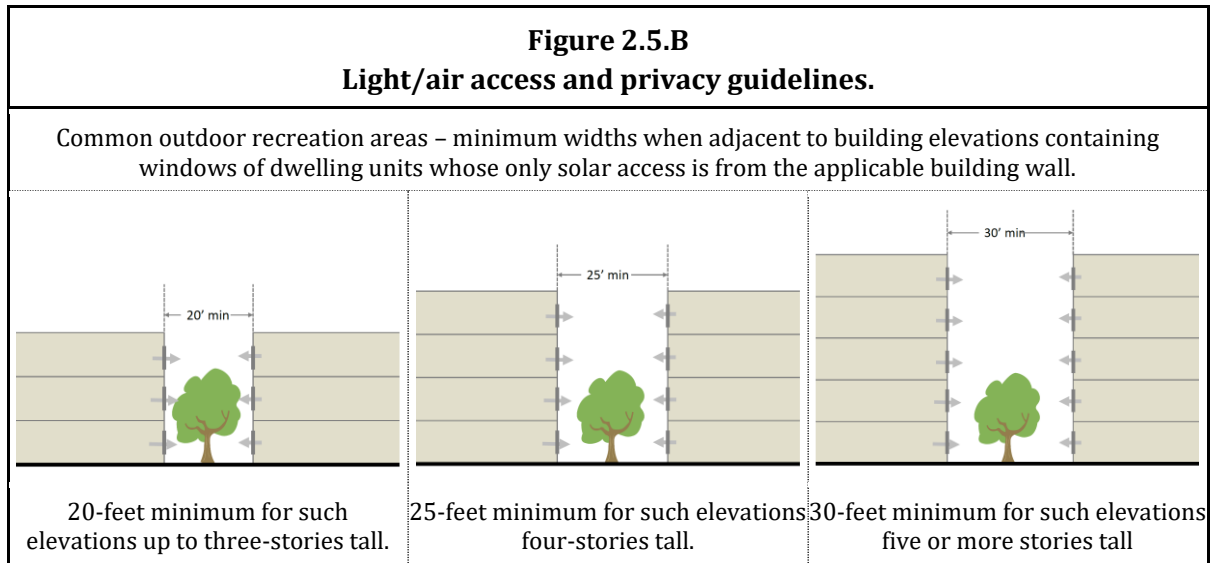 Figure 2.5.B
Light/air access and privacy guidelines.
Common outdoor recreation areas – minimum widths when adjacent to building elevations containing
windows of dwelling units whose only solar access is from the applicable building wall.
20’ min
25’ min
30’ min
20-feet minimum for such
elevations up to three-stories tall.
25-feet minimum for such elevations
four-stories tall.
30-feet minimum for such elevations
five or more stories tall